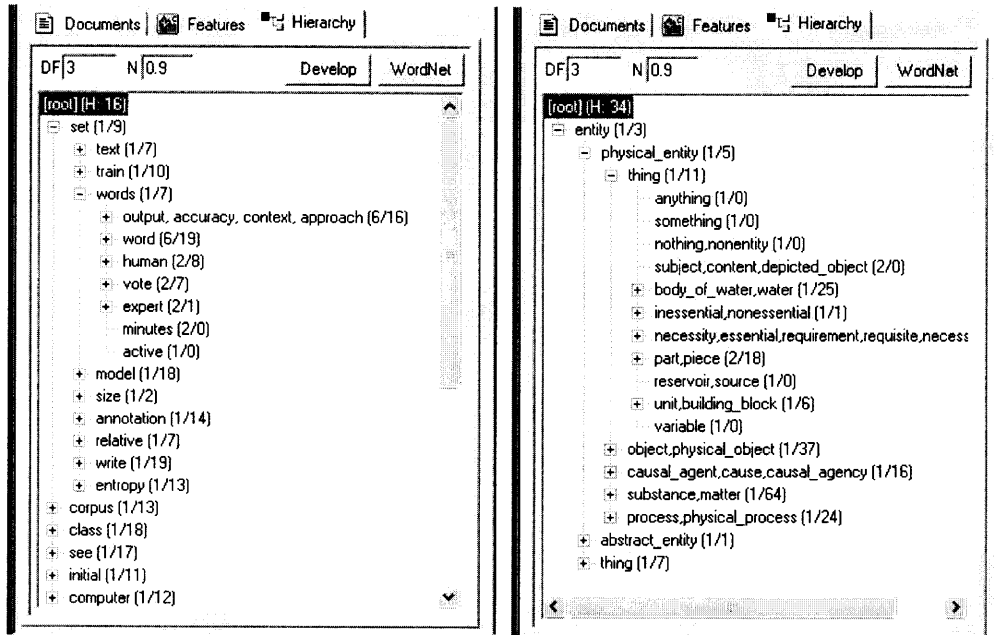 Documents Features Hierarchy
DF 3 N 0.9 Develop WordNet
[root] (H: 16)
set (1/9)
text (1/7)
train (1/10)
words (1/7)
output, accuracy, context, approach (6/16)
word (6/19)
human (2/8)
vote (2/7)
expert (2/1)
minutes (2/0)
active (1/0)
model (1/18)
size (1/2)
annotation (1/14)
relative (1/7)
write (1/19)
entropy (1/13)
corpus (1/13)
class (1/18)
see (1/17)
initial (1/11)
computer (1/12)
Documents Features Hierarchy
DF 3 N 0.9 Develop WordNet
[root] (H: 34)
entity (1/3)
physical_entity (1/5)
thing (1/11)
anything (1/0)
something (1/0)
nothing,nonentity (1/0)
subject,content,depicted_object (2/0)
body_of_water,water (1/25)
inessential,nonessential (1/1)
necessity,essential,requirement,requisite,necess
part,piece (2/18)
reservoir,source (1/0)
unit,building_block (1/6)
variable (1/0)
object,physical_object (1/37)
causal_agent,cause,causal_agency (1/16)
substance,matter (1/64)
process,physical_process (1/24)
abstract_entity (1/1)
thing (1/7)